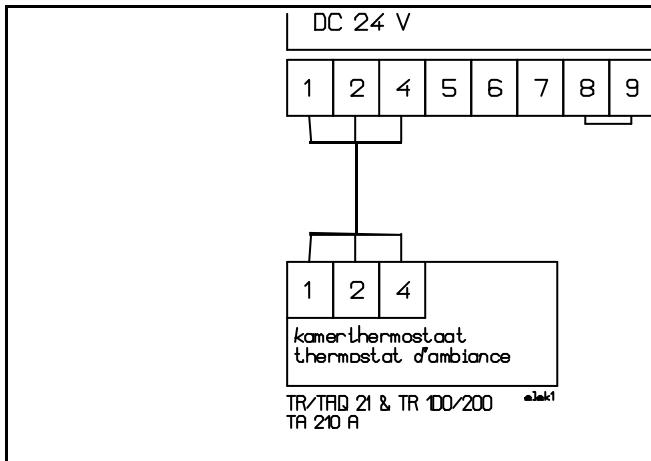 DC 24 V
1 2 4 5 6 7 8 9
1 2 4
kamerthermostaat
thermostat d'ambiance
TR/TRQ 21 & TR 100/200
elek1
TA 210 A